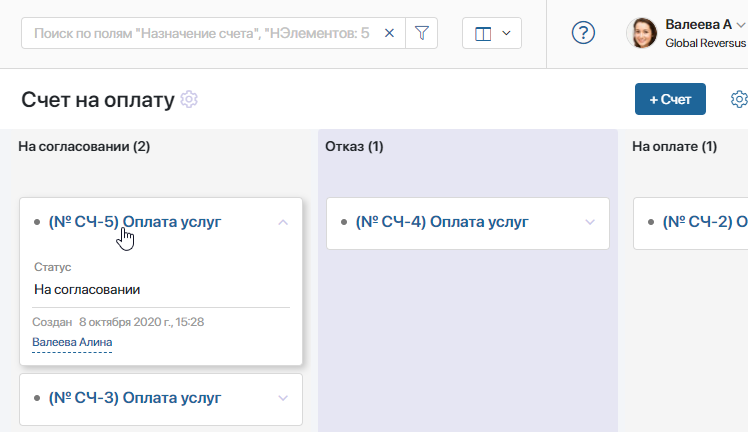 Поиск по полям "Назначение счета", "НЭлементов: 5
Валеева А
Global Reversus
Счет на оплату
+ Счет
На согласовании (2)
Отказ (1)
На оплате (1)
(№ СЧ-5) Оплата услуг
(№ СЧ-4) Оплата услуг
(№ СЧ-2) О
Статус
На согласовании
Создан 8 октября 2020 г., 15:28
Валеева Алина
(№ СЧ-3) Оплата услуг